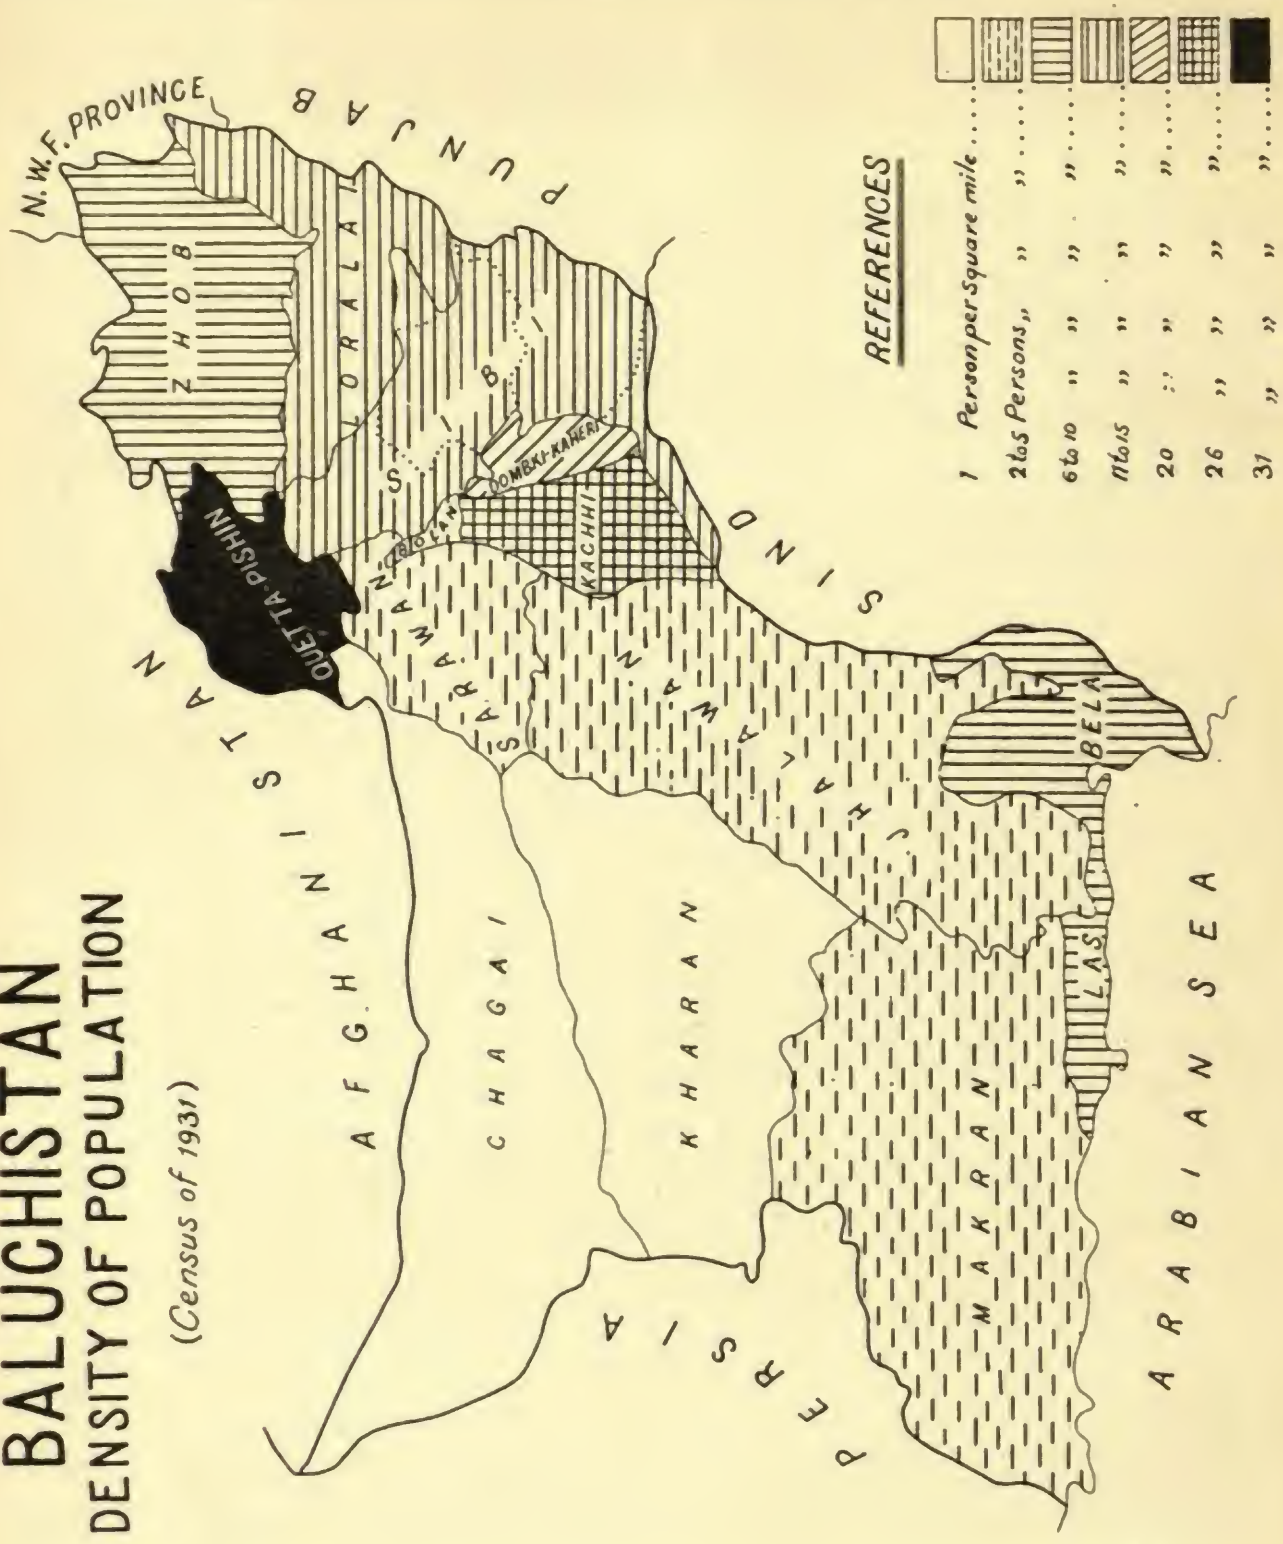 BALUCHISTAN
DENSITY OF POPULATION
(Census of 1931)
N.W.F. PROVINCE
PUNJAB
AFGHANISTAN
ZHOB
LORALAI
QUETTA-PISHIN
SIBI
BOLAN
DOMBKI-KAHERI
KACHHI
SARAWAN
JHALAWAN
SIND
CHAGAI
KHARAN
PERSIA
MAKRAN
LAS BELA
ARABIAN SEA
REFERENCES
1 Person per square mile......
2 to 5 Persons,, ,, ,,......
6 to 10 ,, ,, ,, ,,......
11 to 15 ,, ,, ,, ,,......
20 ,, ,, ,, ,,......
26 ,, ,, ,, ,,......
31 ,, ,, ,, ,,......